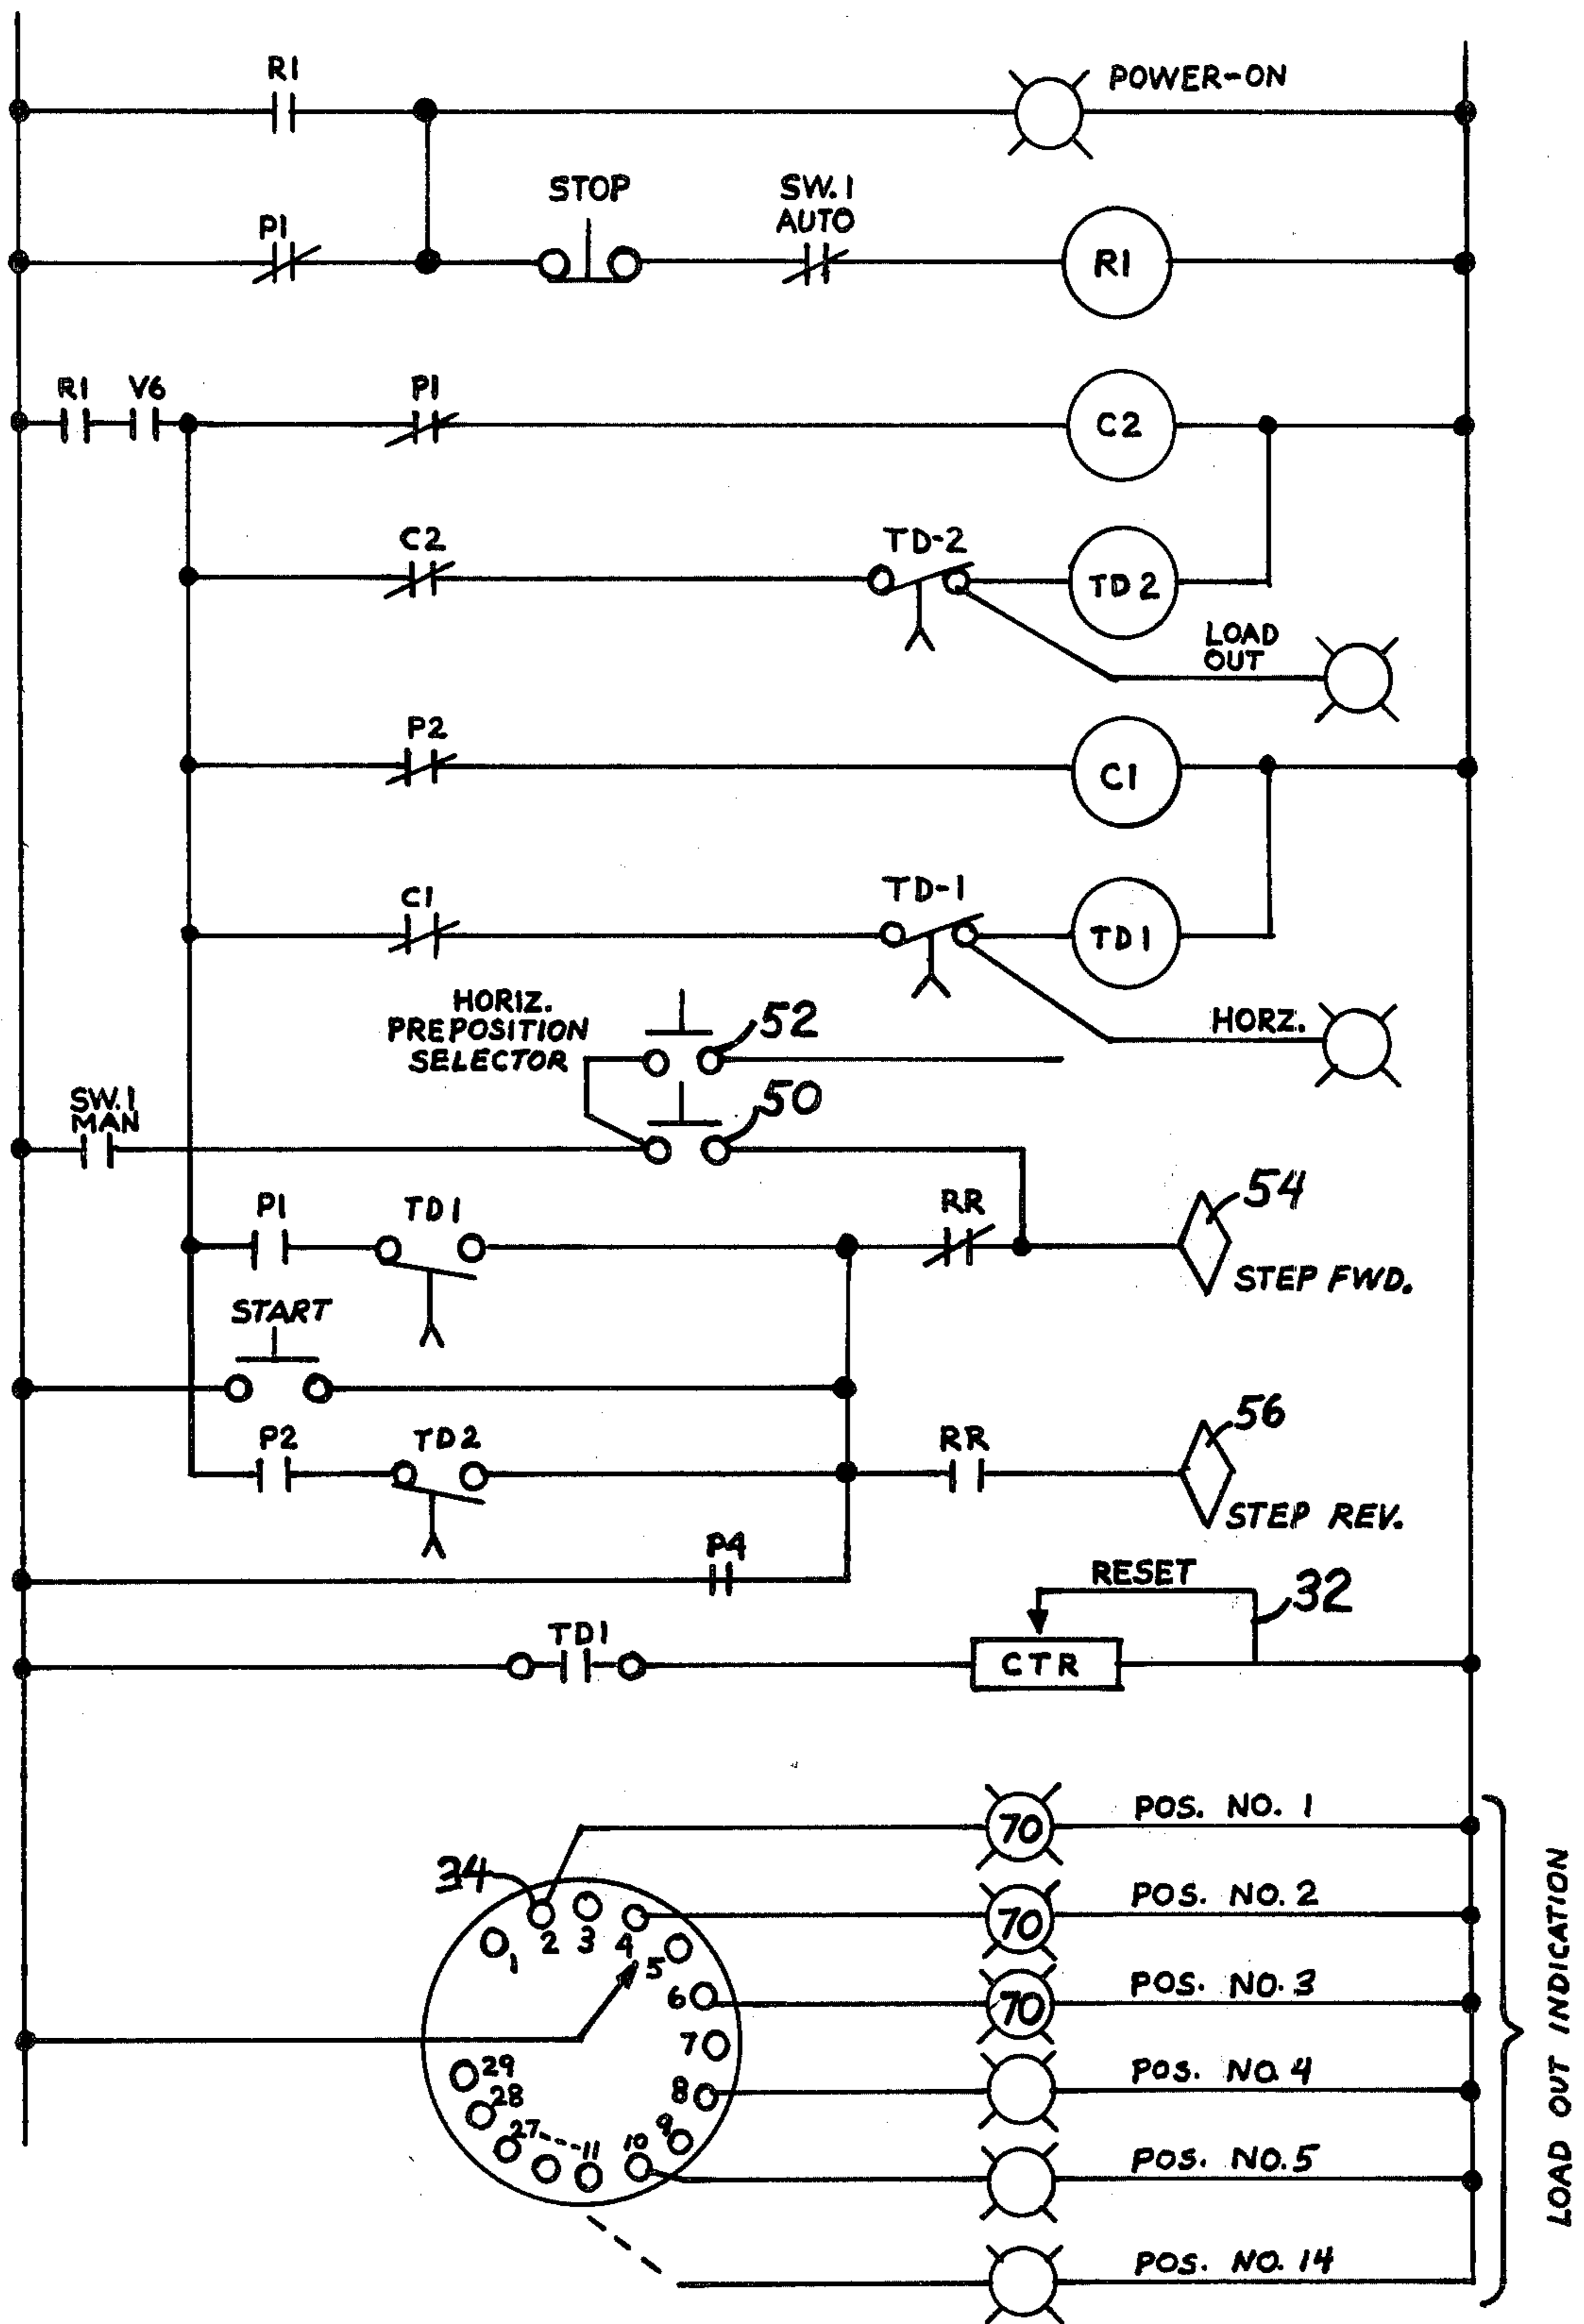 R1
POWER-ON
P1
STOP
SW.1
AUTO
R1
R1
V6
P1
C2
C2
TD-2
TD2
LOAD
OUT
P2
C1
C1
TD-1
TD1
HORZ.
HORIZ.
PREPOSITION
SELECTOR
52
SW.1
MAN
50
P1
TD1
RR
54
STEP FWD.
START
P2
TD2
RR
56
STEP REV.
P4
RESET
32
TD1
CTR
70
POS. NO. 1
34
70
POS. NO. 2
1
2
3
4
5
6
70
POS. NO. 3
7
29
8
POS. NO. 4
28
9
27
11
10
POS. NO. 5
POS. NO. 14
LOAD OUT INDICATION